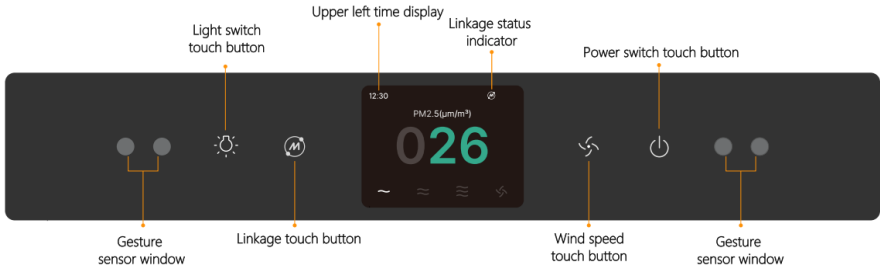 Upper left time display
Light switch
touch button
Linkage status
indicator
Power switch touch button
12:30
PM2.5(μm/m³)
026
Gesture
sensor window
Linkage touch button
Wind speed
touch button
Gesture
sensor window